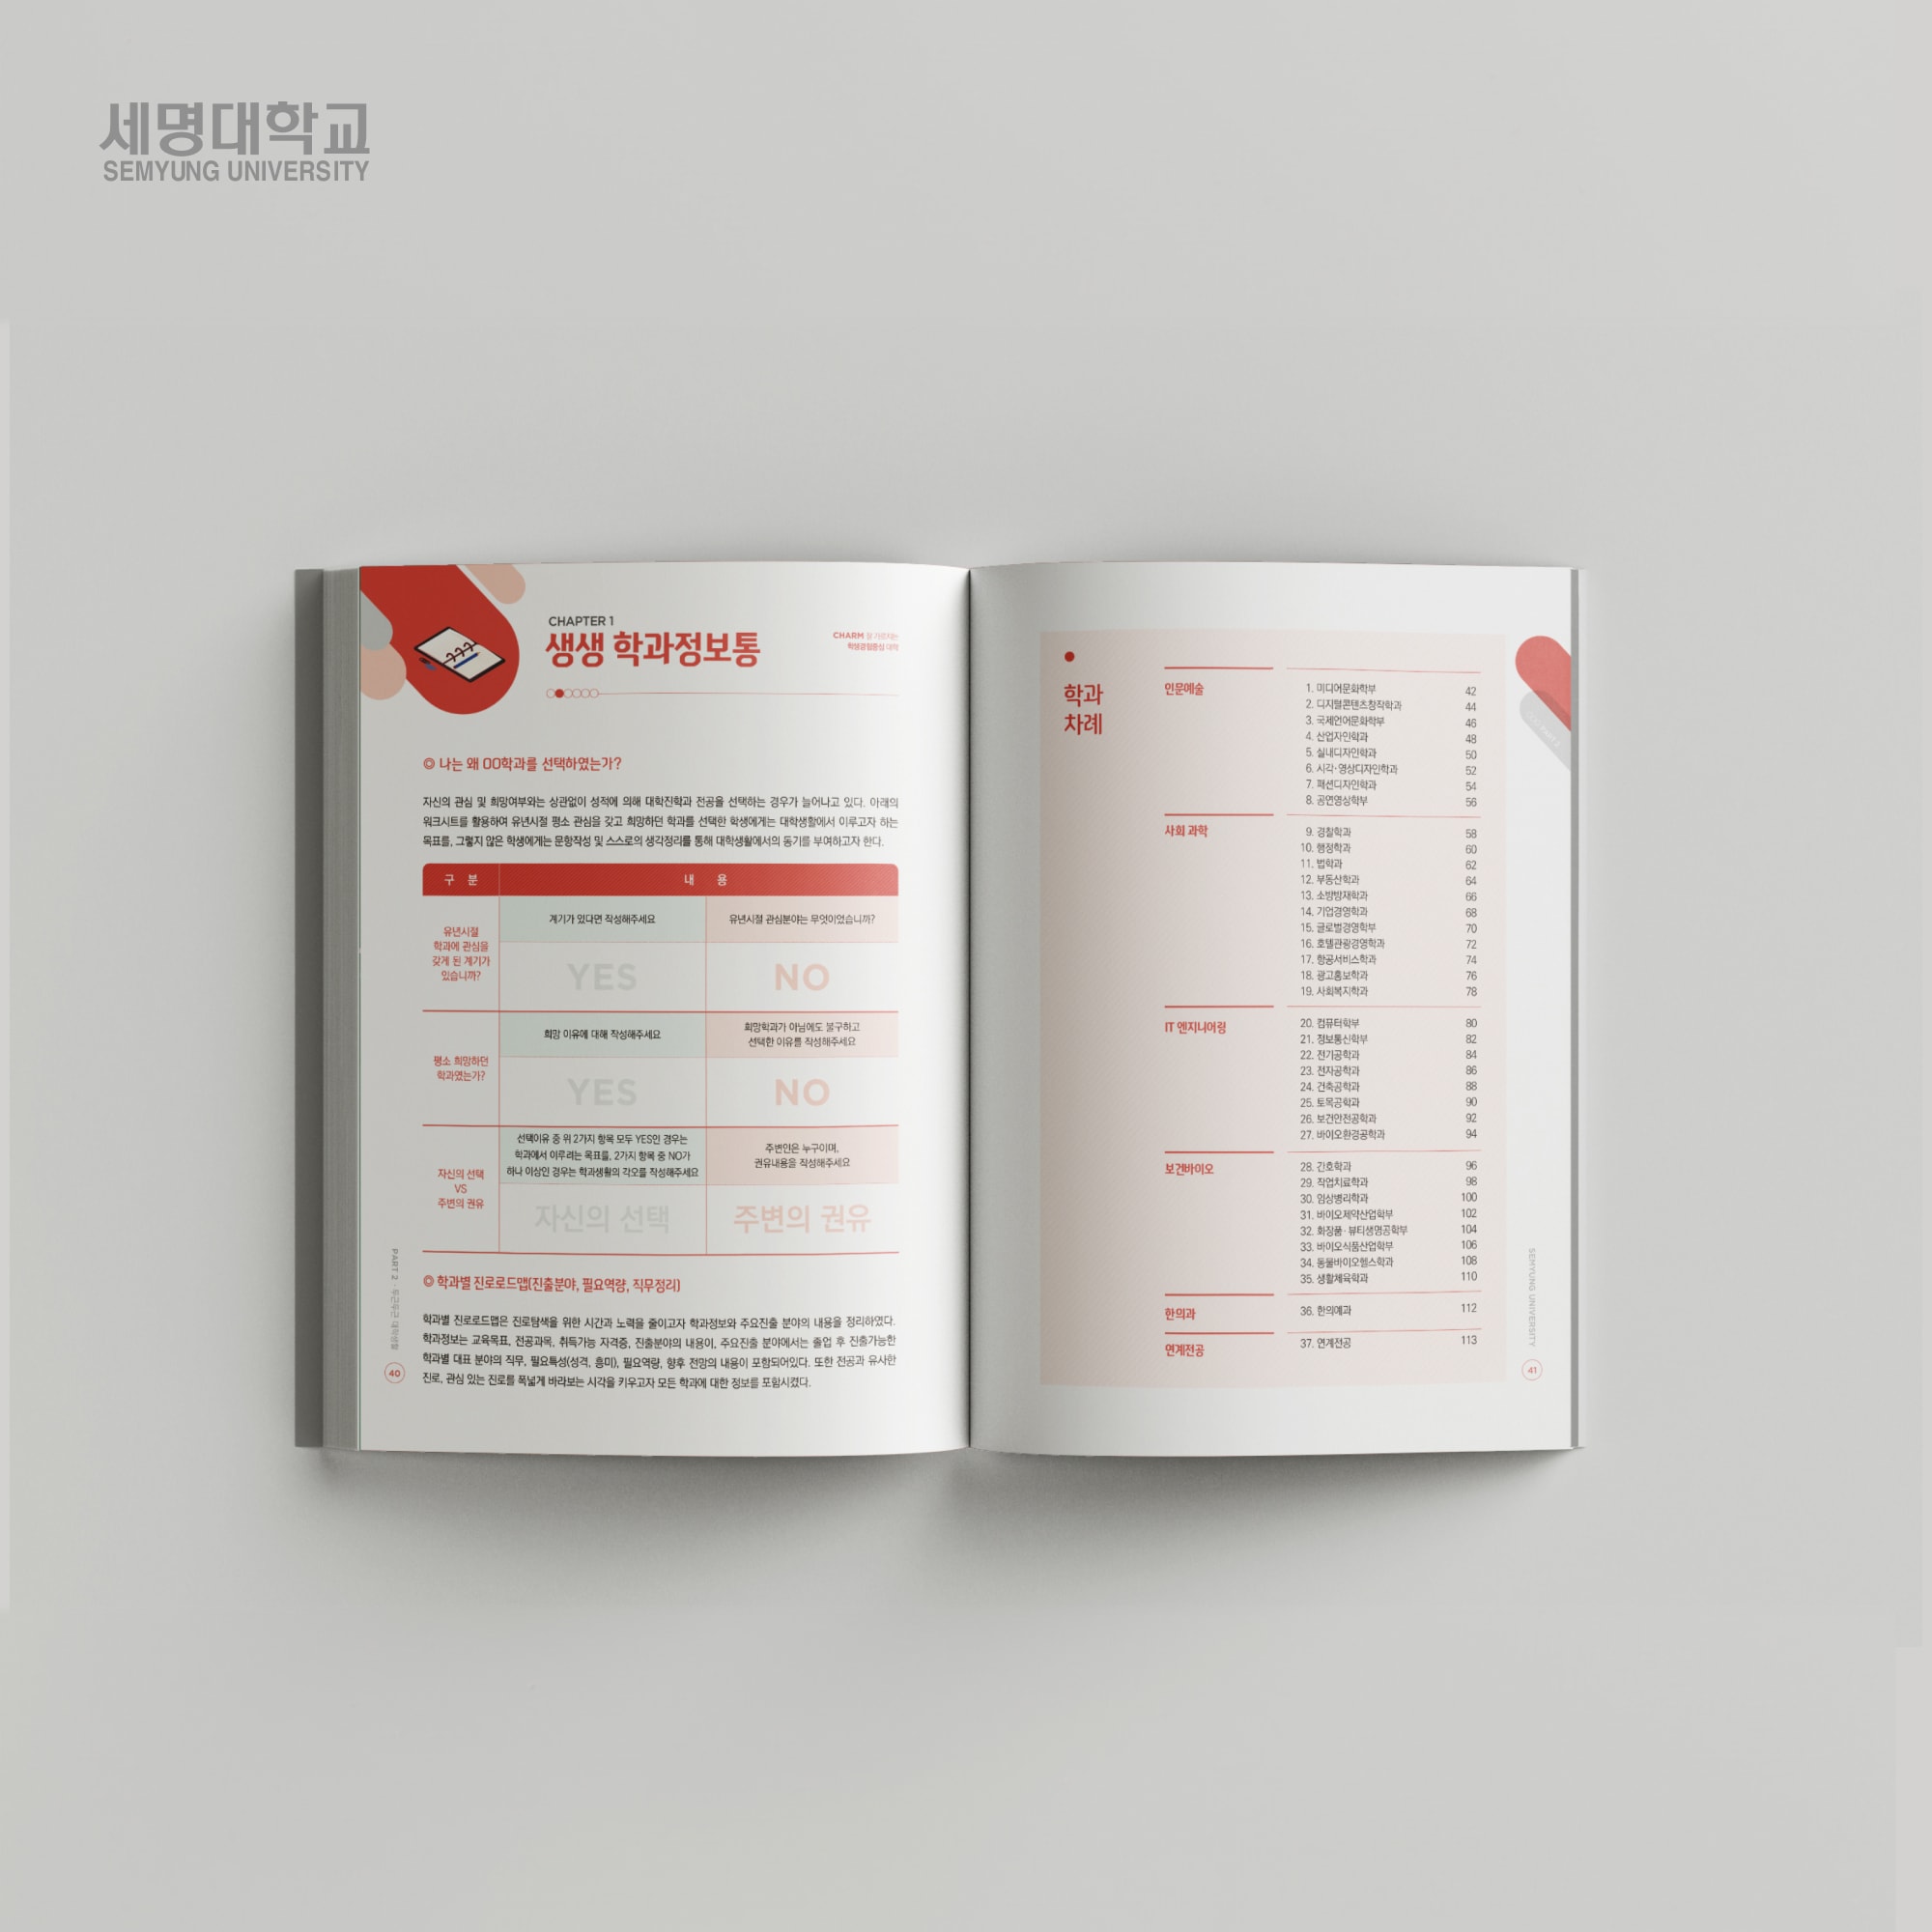 세명대학교
SEMYUNG UNIVERSITY
CHAPTER 1
생생 학과정보통
CHARM 을 가르치는
학생경험중심 대학
◎ 나는 왜 OO학과를 선택하였는가?
자신의 관심 및 희망여부와는 상관없이 성적에 의해 대학진학과 전공을 선택하는 경우가 늘어나고 있다. 아래의
워크시트를 활용하여 유년시절 평소 관심을 갖고 희망하던 학과를 선택한 학생에게는 대학생활에서 이루고자 하는
목표를, 그렇지 않은 학생에게는 문항작성 및 스스로의 생각정리를 통해 대학생활에서의 동기를 부여하고자 한다.
구 분
내 용
유년시절
학과에 관심을
갖게 된 계기가
있습니까?
계기가 있다면 작성해주세요
유년시절 관심분야는 무엇이었습니까?
YES
NO
평소 희망하던
학과였는가?
희망 이유에 대해 작성해주세요
희망학과가 아님에도 불구하고
선택한 이유를 작성해주세요
YES
NO
자신의 선택
VS
주변의 권유
선택이유 중 위 2가지 항목 모두 YES인 경우는
학과에서 이루려는 목표를, 2가지 항목 중 NO가
하나 이상인 경우는 학과생활의 각오를 작성해주세요
주변인은 누구이며,
권유내용을 작성해주세요
자신의 선택
주변의 권유
◎ 학과별 진로로드맵(진출분야, 필요역량, 직무정리)
학과별 진로로드맵은 진로탐색을 위한 시간과 노력을 줄이고자 학과정보와 주요진출 분야의 내용을 정리하였다.
학과정보는 교육목표, 전공과목, 취득가능 자격증, 진출분야의 내용이, 주요진출 분야에서는 졸업 후 진출가능한
학과별 대표 분야의 직무, 필요특성(성격, 흥미), 필요역량, 향후 전망의 내용이 포함되어있다. 또한 전공과 유사한
진로, 관심 있는 진로를 폭넓게 바라보는 시각을 키우고자 모든 학과에 대한 정보를 포함시켰다.
PART 2 · 두근두근 대학생활
40
학과
차례
인문예술
1. 미디어문화학부 42
2. 디지털콘텐츠창작학과 44
3. 국제언어문화학부 46
4. 산업자인학과 48
5. 실내디자인학과 50
6. 시각·영상디자인학과 52
7. 패션디자인학과 54
8. 공연영상학부 56
사회 과학
9. 경찰학과 58
10. 행정학과 60
11. 법학과 62
12. 부동산학과 64
13. 소방방재학과 66
14. 기업경영학과 68
15. 글로벌경영학부 70
16. 호텔관광경영학과 72
17. 항공서비스학과 74
18. 광고홍보학과 76
19. 사회복지학과 78
IT 엔지니어링
20. 컴퓨터학부 80
21. 정보통신학부 82
22. 전기공학과 84
23. 전자공학과 86
24. 건축공학과 88
25. 토목공학과 90
26. 보건안전공학과 92
27. 바이오환경공학과 94
보건바이오
28. 간호학과 96
29. 작업치료학과 98
30. 임상병리학과 100
31. 바이오제약산업학부 102
32. 화장품·뷰티생명공학부 104
33. 바이오식품산업학부 106
34. 동물바이오헬스학과 108
35. 생활체육학과 110
한의과
36. 한의예과 112
연계전공
37. 연계전공 113
SEMYUNG UNIVERSITY
41